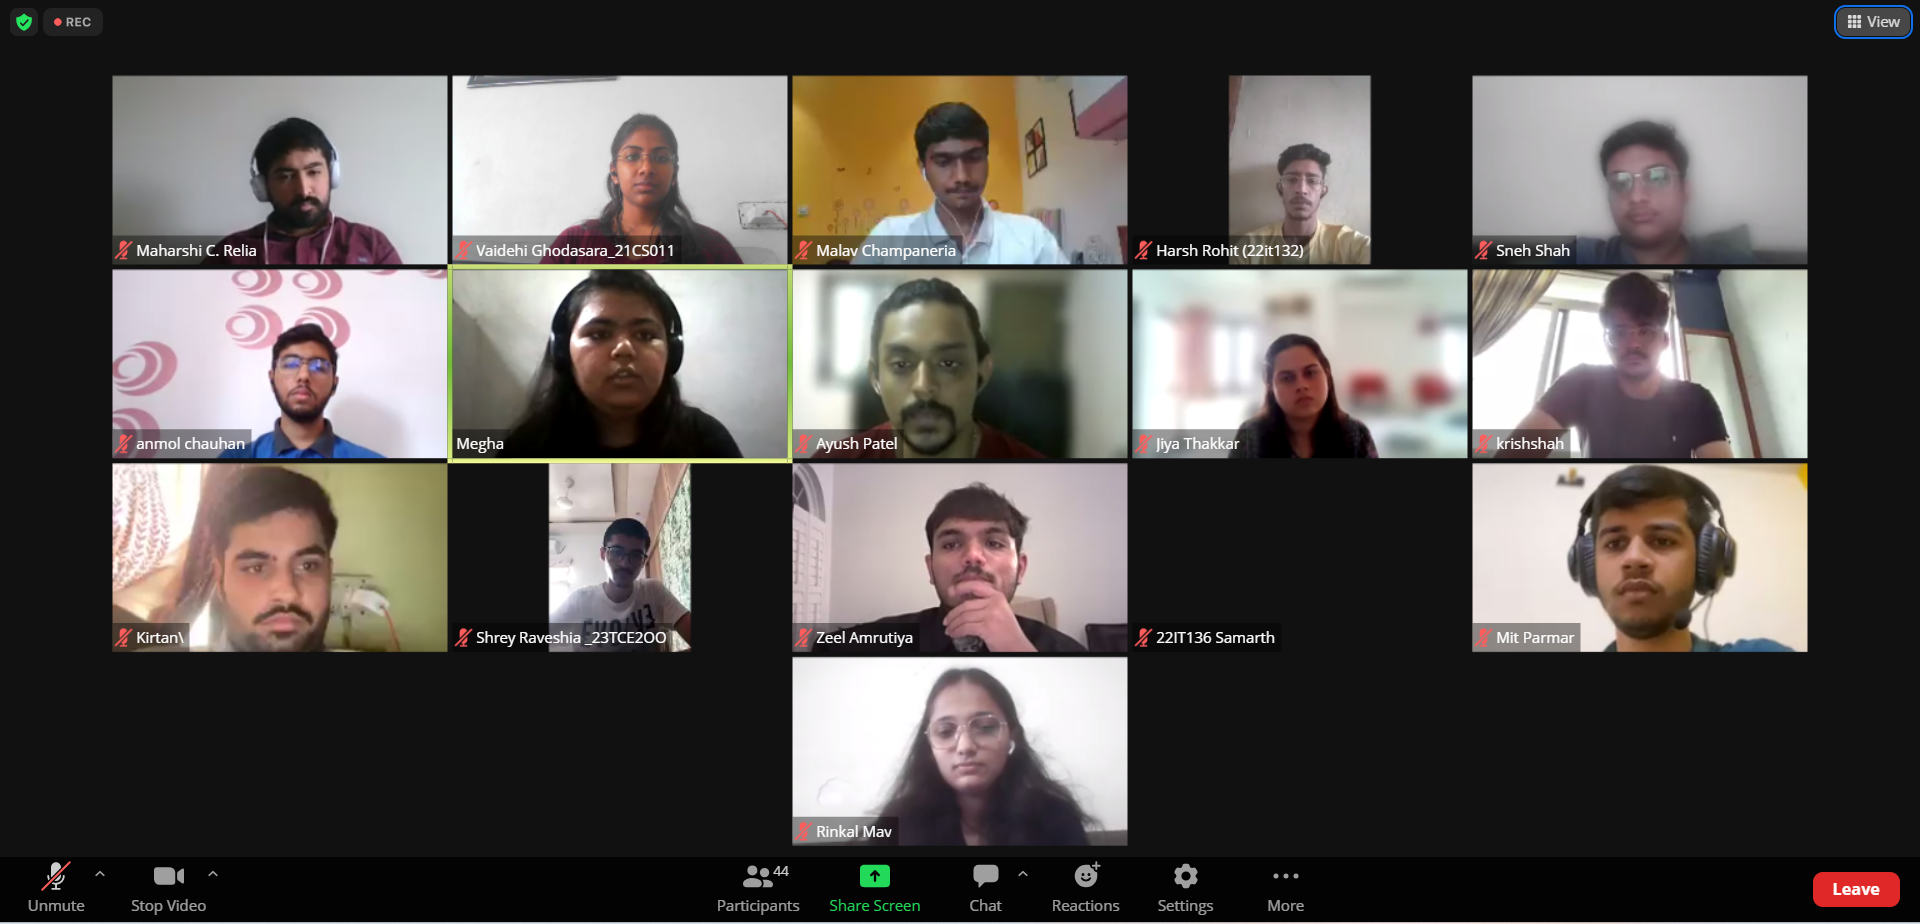 REC
View
Maharshi C. Relia
Vaidehi Ghodasara_21CS011
Malav Champaneria
Harsh Rohit (22it132)
Sneh Shah
anmol chauhan
Megha
Ayush Patel
Jiya Thakkar
krishshah
Kirtan\
Shrey Raveshia _23TCE2OO
Zeel Amrutiya
22IT136 Samarth
Mit Parmar
Rinkal Mav
Unmute
Stop Video
44
Participants
Share Screen
Chat
Reactions
Settings
More
Leave